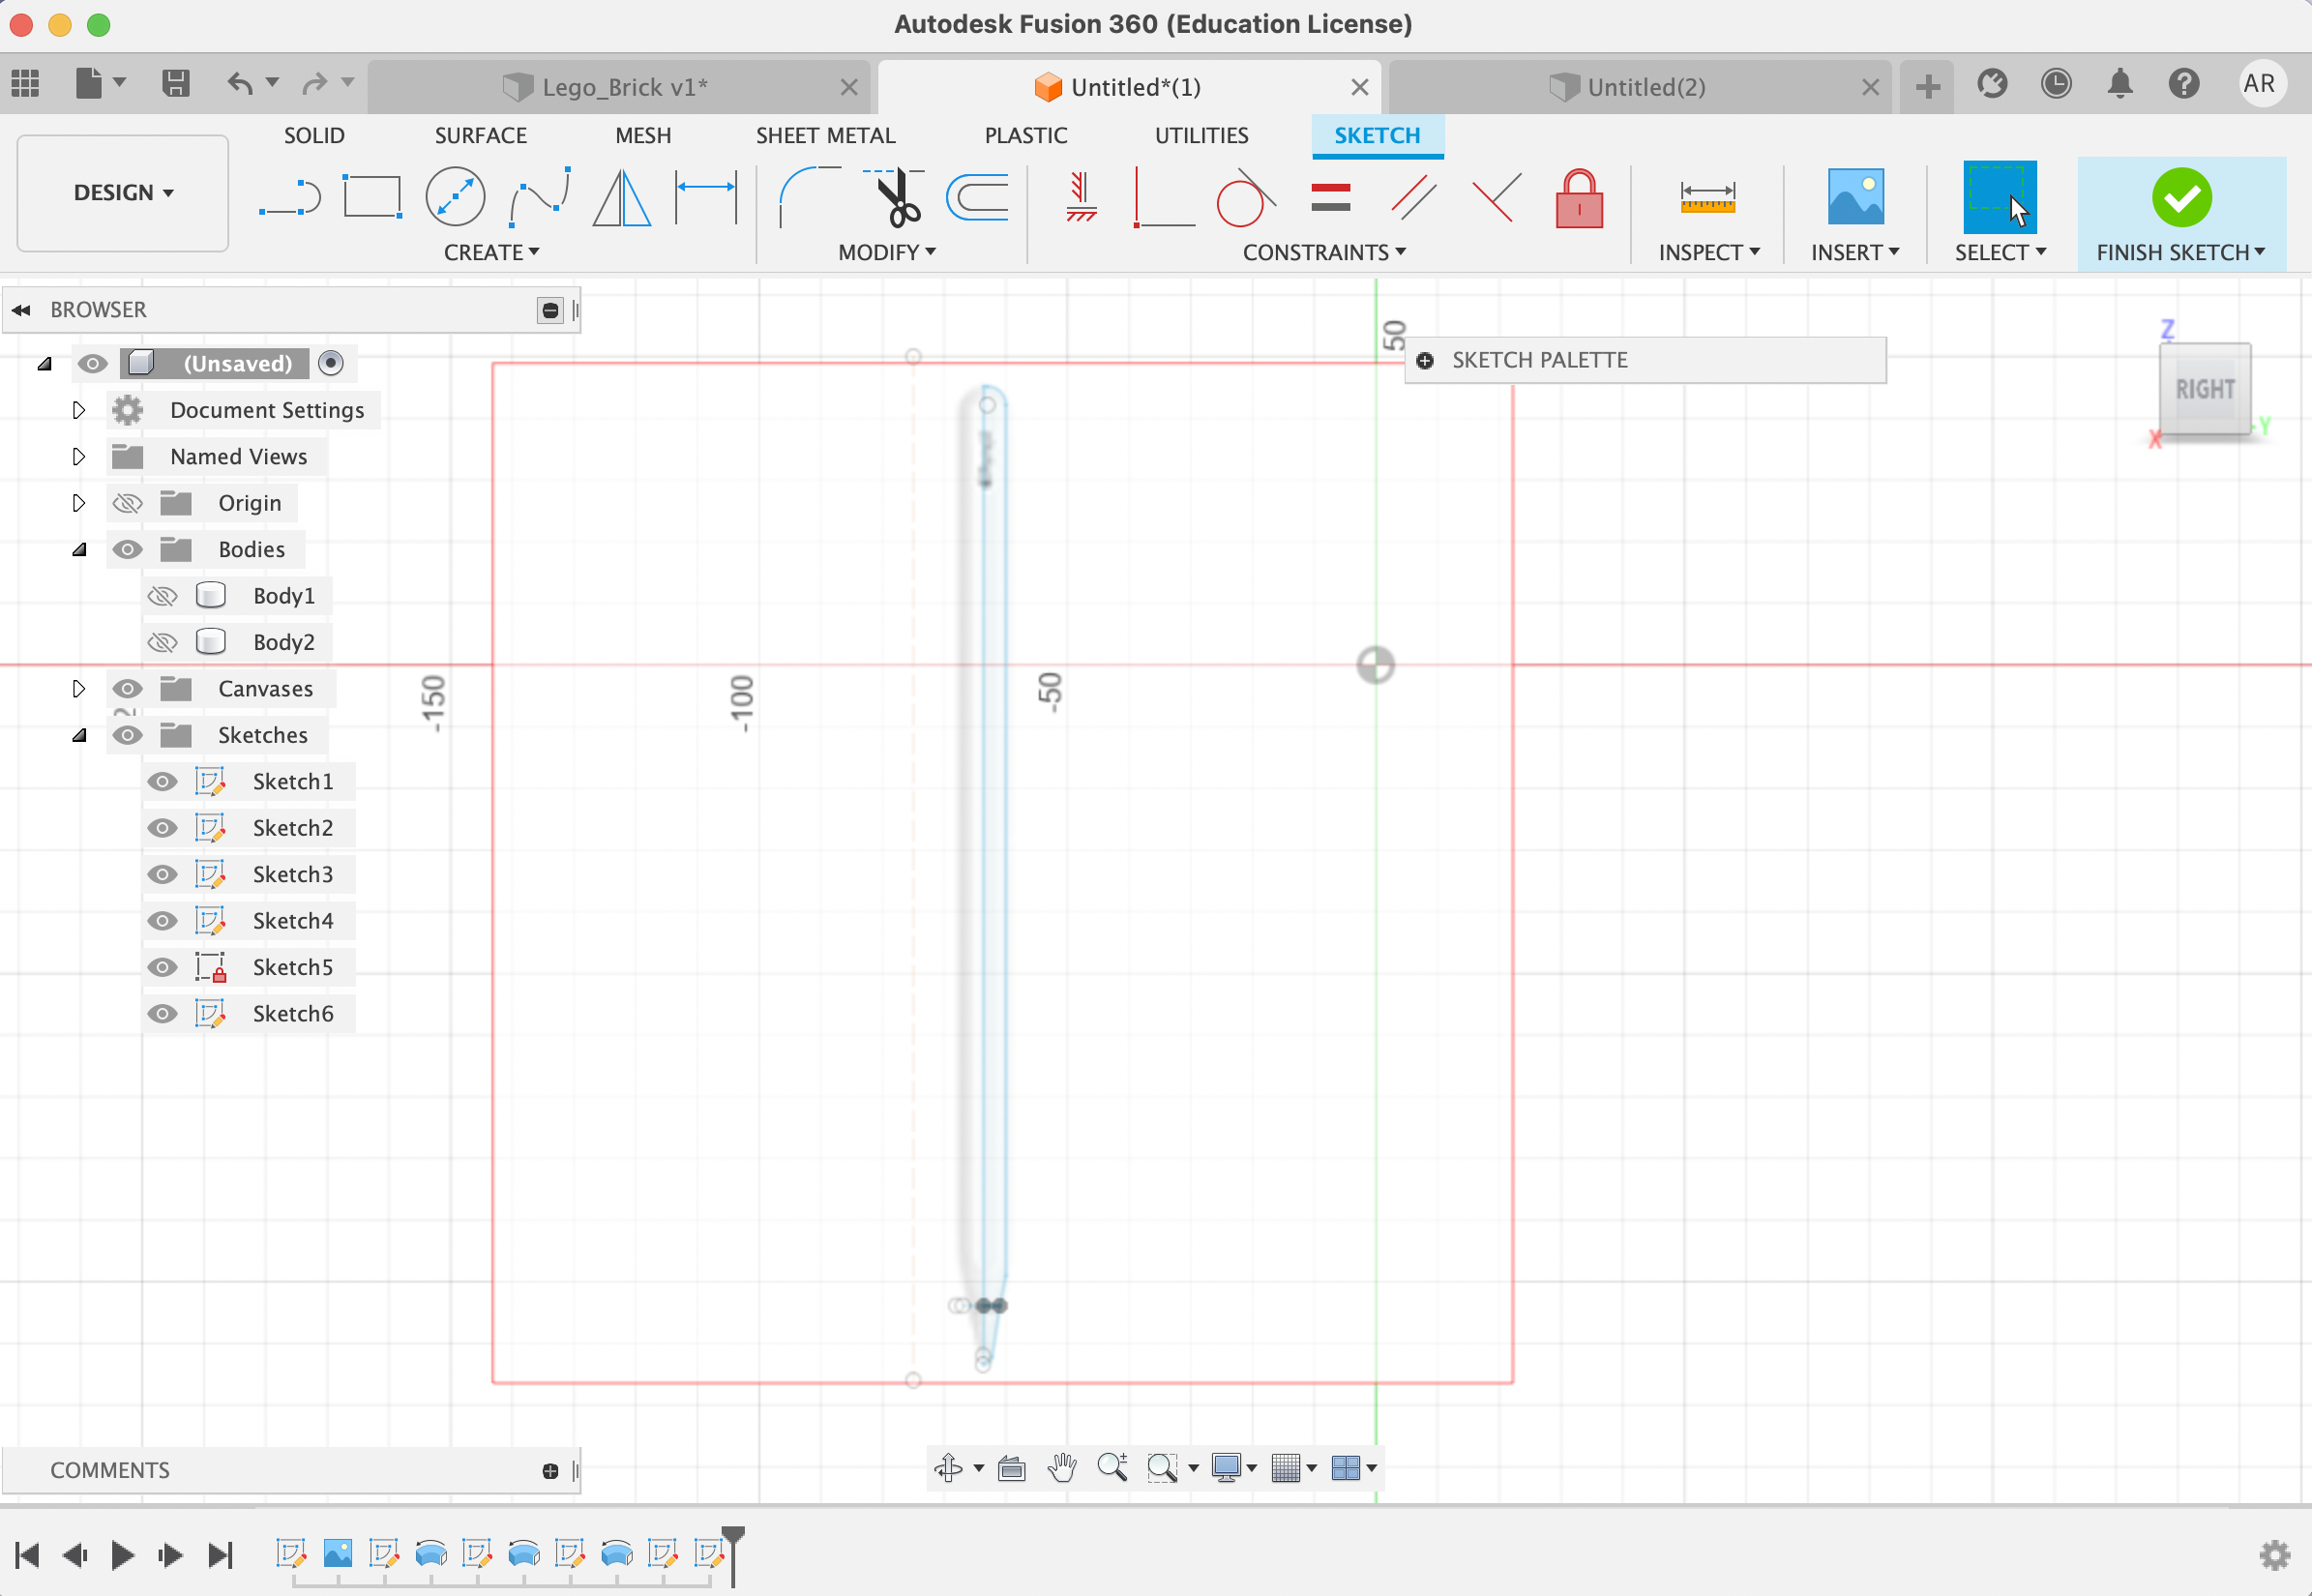 Autodesk Fusion 360 (Education License)
Lego_Brick v1*
Untitled*(1)
Untitled(2)
AR
SOLID
SURFACE
MESH
SHEET METAL
PLASTIC
UTILITIES
SKETCH
DESIGN
CREATE
MODIFY
CONSTRAINTS
INSPECT
INSERT
SELECT
FINISH SKETCH
BROWSER
50
SKETCH PALETTE
Z
RIGHT
X
-Y
(Unsaved)
Document Settings
Named Views
Origin
Bodies
Body1
Body2
-150
-100
-50
Canvases
Sketches
Sketch1
Sketch2
Sketch3
Sketch4
Sketch5
Sketch6
COMMENTS